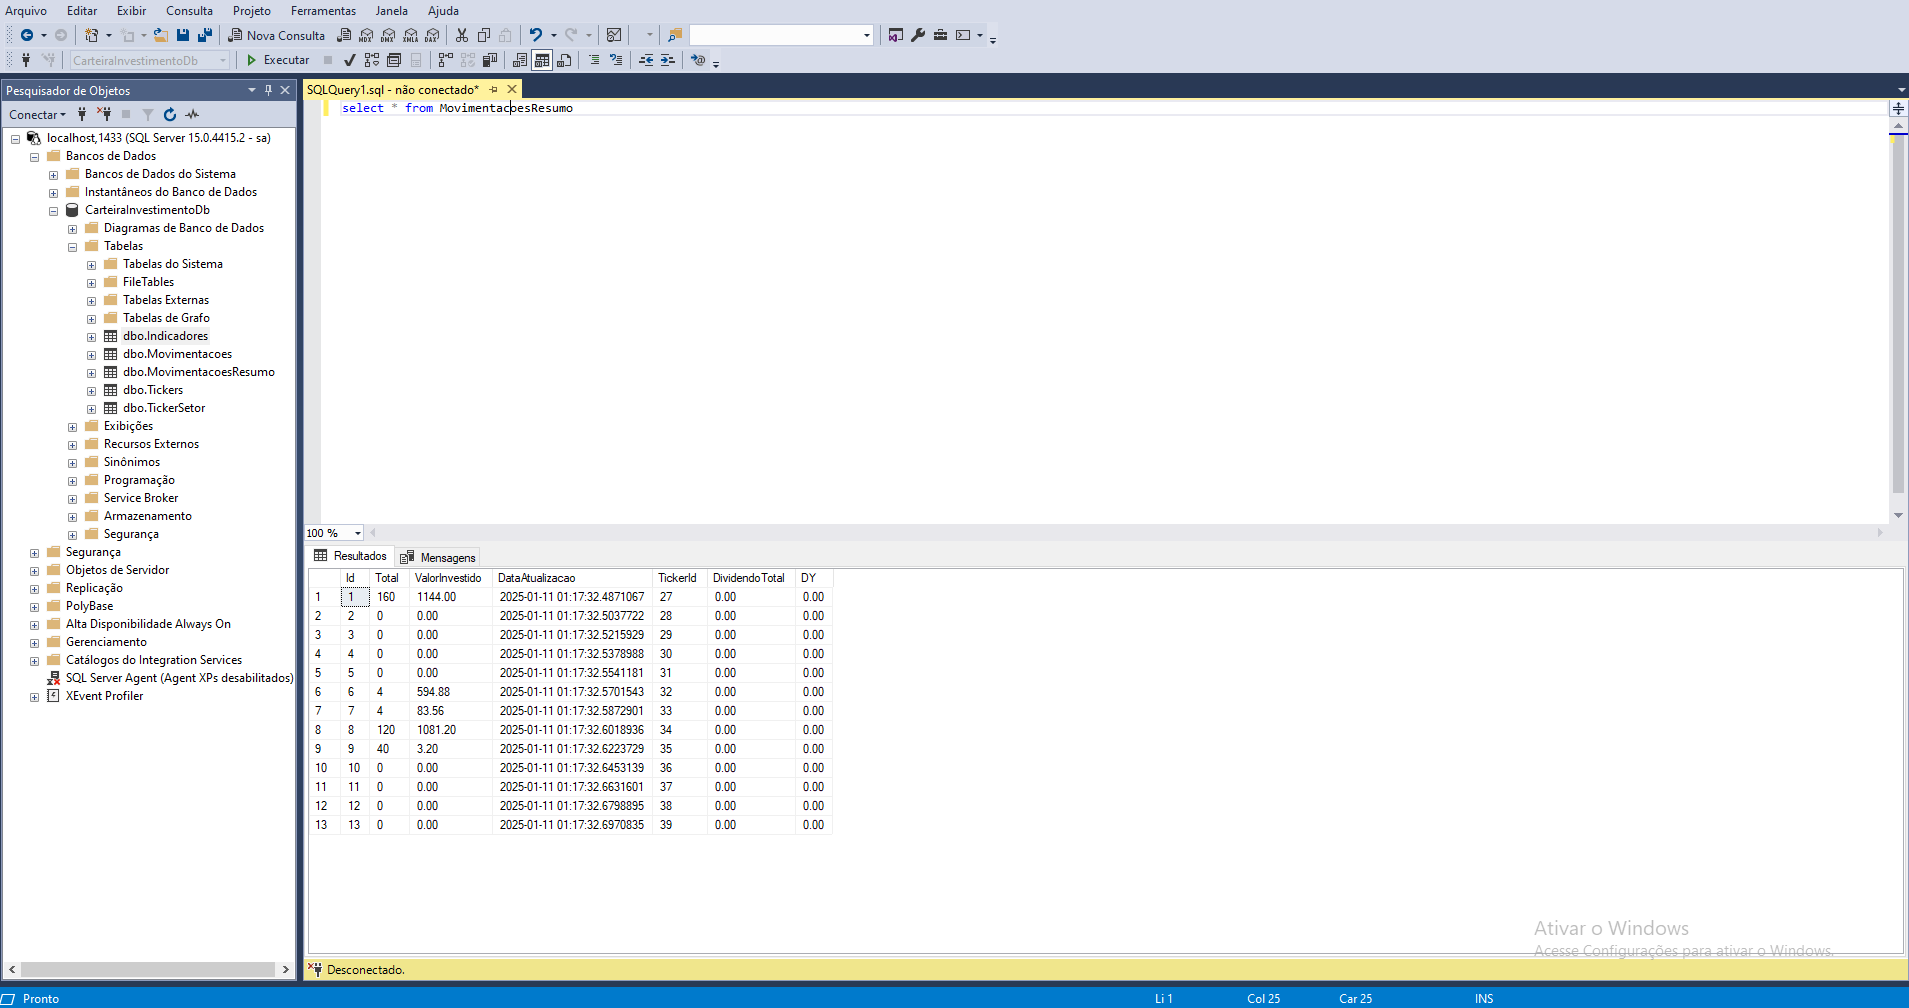 Arquivo Editar Exibir Consulta Projeto Ferramentas Janela Ajuda
Nova Consulta MDX DMX XMLA DAX
CarteiraInvestimentoDb Executar
Pesquisador de Objetos
Conectar
localhost,1433 (SQL Server 15.0.4415.2 - sa)
Bancos de Dados
Bancos de Dados do Sistema
Instantâneos do Banco de Dados
CarteiraInvestimentoDb
Diagramas de Banco de Dados
Tabelas
Tabelas do Sistema
FileTables
Tabelas Externas
Tabelas de Grafo
dbo.Indicadores
dbo.Movimentacoes
dbo.MovimentacoesResumo
dbo.Tickers
dbo.TickerSetor
Exibições
Recursos Externos
Sinônimos
Programação
Service Broker
Armazenamento
Segurança
Segurança
Objetos de Servidor
Replicação
PolyBase
Alta Disponibilidade Always On
Gerenciamento
Catálogos do Integration Services
SQL Server Agent (Agent XPs desabilitados)
XEvent Profiler
SQLQuery1.sql - não conectado*
select * from MovimentacoesResumo
100 %
Resultados Mensagens
Id Total ValorInvestido DataAtualizacao TickerId DividendoTotal DY
1 1 160 1144.00 2025-01-11 01:17:32.4871067 27 0.00 0.00
2 2 0 0.00 2025-01-11 01:17:32.5037722 28 0.00 0.00
3 3 0 0.00 2025-01-11 01:17:32.5215929 29 0.00 0.00
4 4 0 0.00 2025-01-11 01:17:32.5378988 30 0.00 0.00
5 5 0 0.00 2025-01-11 01:17:32.5541181 31 0.00 0.00
6 6 4 594.88 2025-01-11 01:17:32.5701543 32 0.00 0.00
7 7 4 83.56 2025-01-11 01:17:32.5872901 33 0.00 0.00
8 8 120 1081.20 2025-01-11 01:17:32.6018936 34 0.00 0.00
9 9 40 3.20 2025-01-11 01:17:32.6223729 35 0.00 0.00
10 10 0 0.00 2025-01-11 01:17:32.6453139 36 0.00 0.00
11 11 0 0.00 2025-01-11 01:17:32.6631601 37 0.00 0.00
12 12 0 0.00 2025-01-11 01:17:32.6798895 38 0.00 0.00
13 13 0 0.00 2025-01-11 01:17:32.6970835 39 0.00 0.00
Ativar o Windows
Acesse Configurações para ativar o Windows.
Desconectado.
Pronto Li 1 Col 25 Car 25 INS